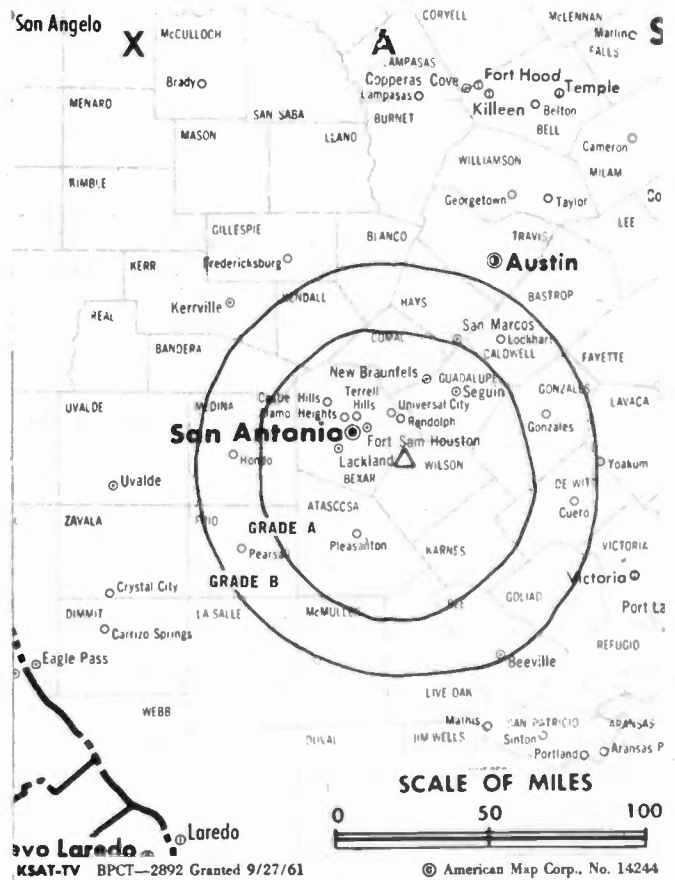 San Angelo
X
A
S
CORYELL
McLENNAN
McCULLOCH
Marlin
FALLS
LAMPASAS
Copperas Cove
Fort Hood
Temple
Brady
Lampasas
Killeen
Belton
MENARD
SAN SABA
BURNET
BELL
MASON
LLANO
Cameron
WILLIAMSON
MILAM
KIMBLE
Georgetown
Taylor
LEE
GILLESPIE
BLANCO
TRAVIS
KERR
Fredericksburg
Austin
Kerrville
KENDALL
HAYS
BASTROP
REAL
San Marcos
COMAL
Lockhart
BANDERA
CALDWELL
FAYETTE
New Braunfels
GUADALUPE
UVALDE
MEDINA
Castle Hills
Terrell
Hills
Seguin
GONZALES
LAVACA
Alamo Heights
Universal City
Randolph
Gonzales
San Antonio
Fort Sam Houston
Hondo
Lackland
WILSON
Yoakum
BEXAR
Uvalde
DE WITT
ATASCOSA
Cuero
ZAVALA
FRIO
GRADE A
Pearsall
Pleasanton
KARNES
VICTORIA
GRADE B
Victoria
Crystal City
GOLIAD
DIMMIT
LA SALLE
McMULLEN
BEE
Port La
Carrizo Springs
REFUGIO
Eagle Pass
Beeville
LIVE OAK
WEBB
Mathis
SAN PATRICIO
ARANSAS
DUVAL
JIM WELLS
Sinton
Portland
Aransas P
SCALE OF MILES
0 50 100
Laredo
evo Laredo
KSAT-TV BPCT—2892 Granted 9/27/61
© American Map Corp., No. 14244